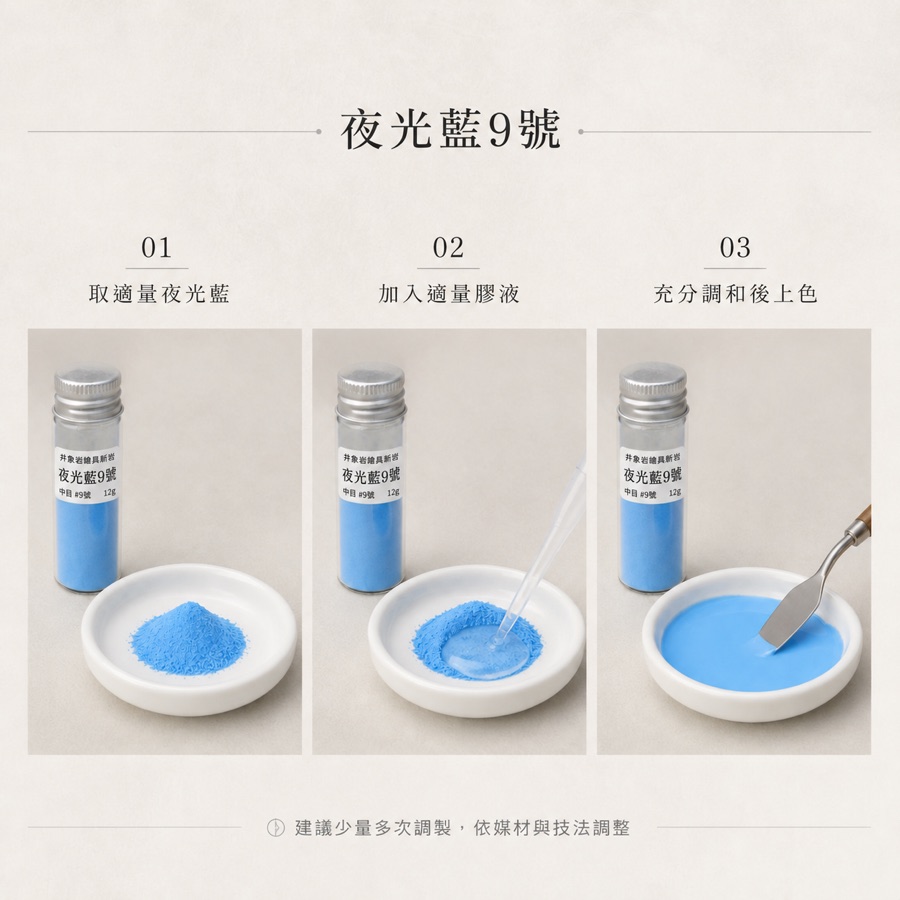 夜光藍9號
01
取適量夜光藍
02
加入適量膠液
03
充分調和後上色
井象岩繪具新岩
夜光藍9號
中目 #9號 12g
井象岩繪具新岩
夜光藍9號
中目 #9號 12g
井象岩繪具新岩
夜光藍9號
中目 #9號 12g
建議少量多次調製，依媒材與技法調整